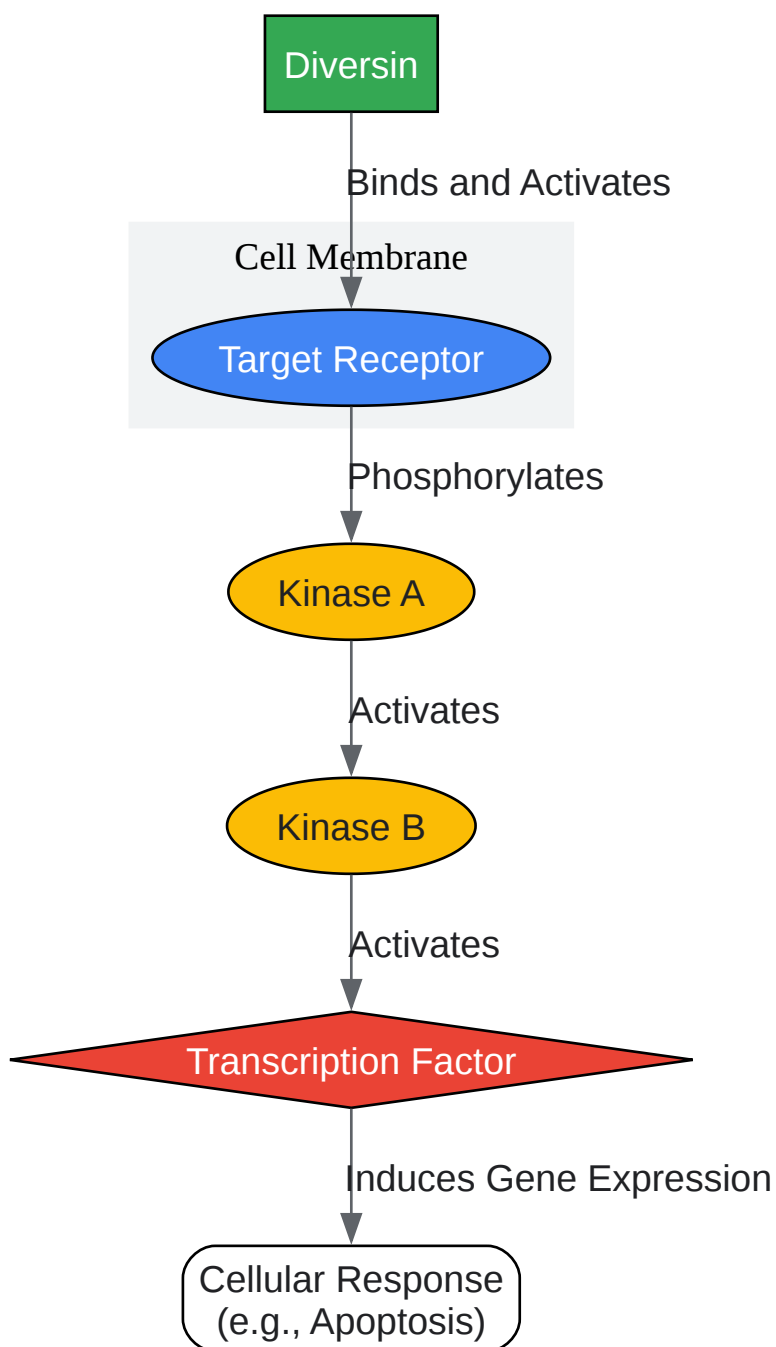 Diversin
Binds and Activates
Cell Membrane
Target Receptor
Phosphorylates
Kinase A
Activates
Kinase B
Activates
Transcription Factor
Induces Gene Expression
Cellular Response
(e.g., Apoptosis)